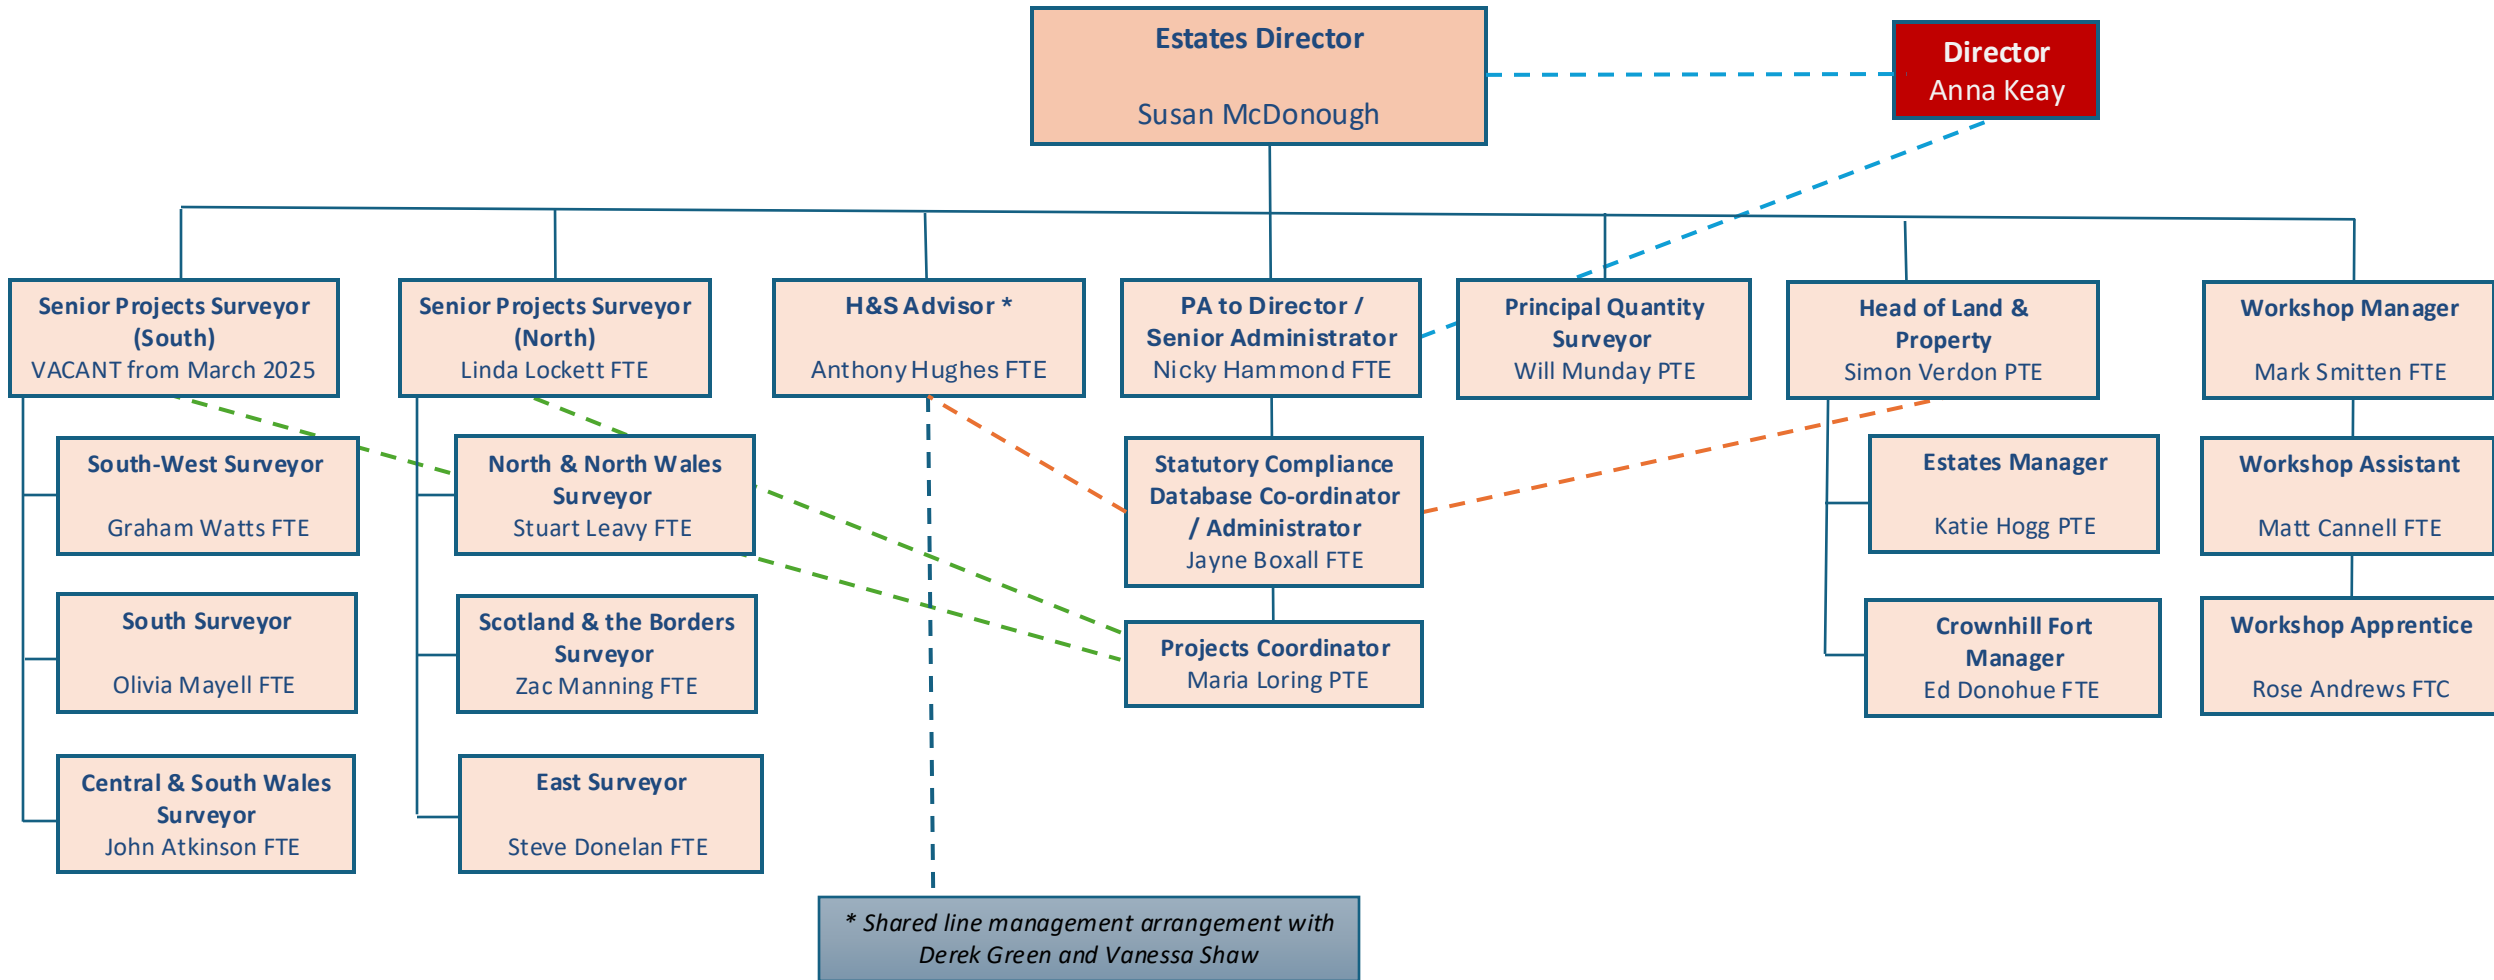 Estates Director
Susan McDonough
Director
Anna Keay
Senior Projects Surveyor
(South)
VACANT from March 2025
Senior Projects Surveyor
(North)
Linda Lockett FTE
H&S Advisor *
Anthony Hughes FTE
PA to Director /
Senior Administrator
Nicky Hammond FTE
Principal Quantity
Surveyor
Will Munday PTE
Head of Land &
Property
Simon Verdon PTE
Workshop Manager
Mark Smitten FTE
South-West Surveyor
Graham Watts FTE
North & North Wales
Surveyor
Stuart Leavy FTE
Statutory Compliance
Database Co-ordinator
/ Administrator
Jayne Boxall FTE
Estates Manager
Katie Hogg PTE
Workshop Assistant
Matt Cannell FTE
South Surveyor
Olivia Mayell FTE
Scotland & the Borders
Surveyor
Zac Manning FTE
Projects Coordinator
Maria Loring PTE
Crownhill Fort
Manager
Ed Donohue FTE
Workshop Apprentice
Rose Andrews FTC
Central & South Wales
Surveyor
John Atkinson FTE
East Surveyor
Steve Donelan FTE
* Shared line management arrangement with
Derek Green and Vanessa Shaw